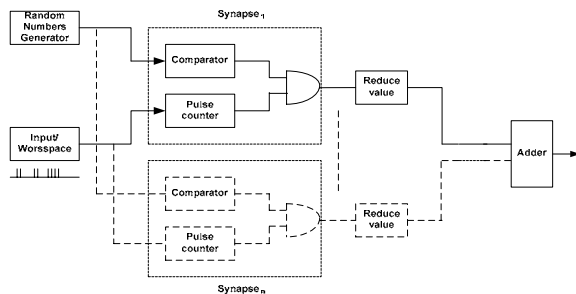 Random
Numbers
Generator
Synapse1
Comparator
Pulse
counter
Reduce
value
Input/
Worsspace
Adder
Comparator
Pulse
counter
Reduce
value
Synapsen